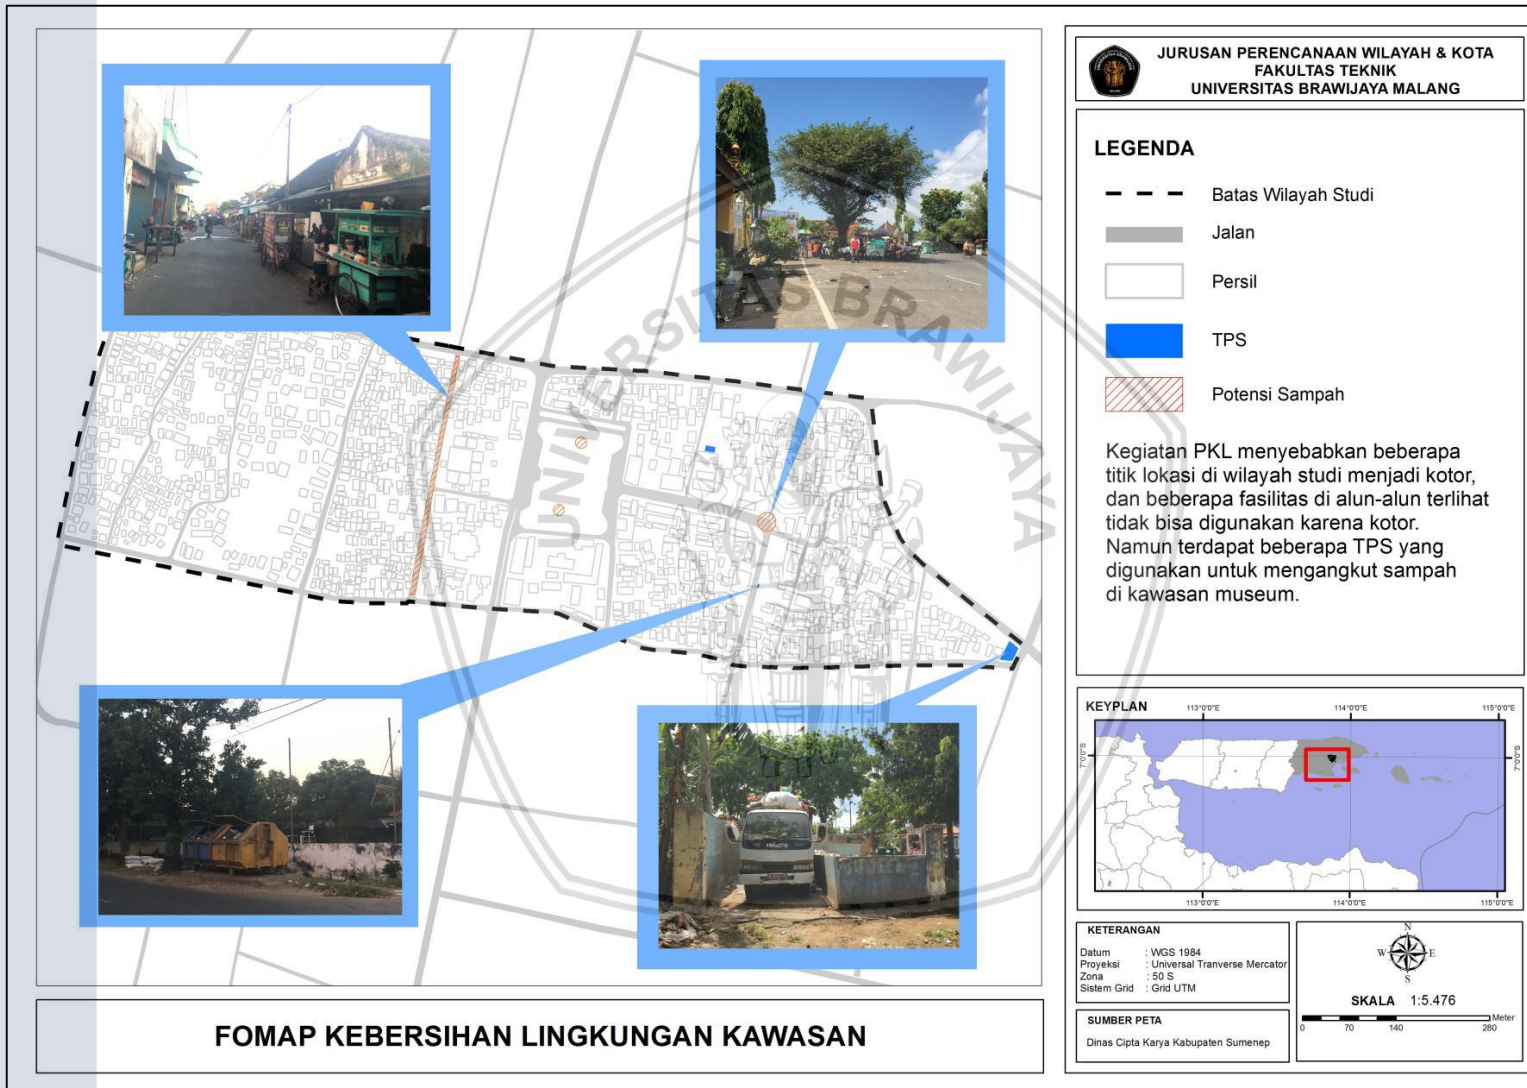 JURUSAN PERENCANAAN WILAYAH & KOTA
FAKULTAS TEKNIK
UNIVERSITAS BRAWIJAYA MALANG
LEGENDA
Batas Wilayah Studi
Jalan
Persil
TPS
Potensi Sampah
Kegiatan PKL menyebabkan beberapa
titik lokasi di wilayah studi menjadi kotor,
dan beberapa fasilitas di alun-alun terlihat
tidak bisa digunakan karena kotor.
Namun terdapat beberapa TPS yang
digunakan untuk mengangkut sampah
di kawasan museum.
UNIVERSITAS BRAWIJAYA
KEYPLAN
113°0'0"E 114°0'0"E 115°0'0"E
7°0'0"S 7°0'0"S
113°0'0"E 114°0'0"E 115°0'0"E
KETERANGAN
Datum : WGS 1984
Proyeksi : Universal Tranverse Mercator
Zona : 50 S
Sistem Grid : Grid UTM
SUMBER PETA
Dinas Cipta Karya Kabupaten Sumenep
N
W E
S
SKALA 1:5.476
Meter
0 70 140 280
FOMAP KEBERSIHAN LINGKUNGAN KAWASAN